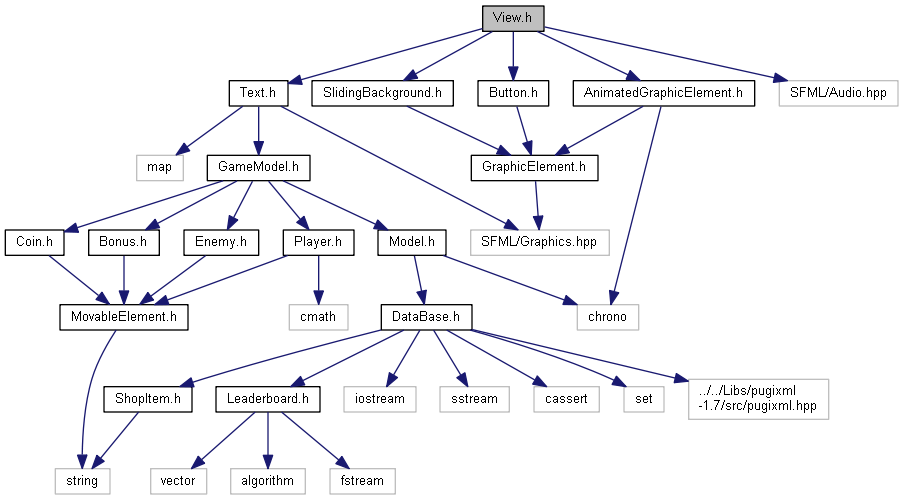 View.h
Text.h
SlidingBackground.h
Button.h
AnimatedGraphicElement.h
SFML/Audio.hpp
map
GameModel.h
GraphicElement.h
Coin.h
Bonus.h
Enemy.h
Player.h
Model.h
SFML/Graphics.hpp
MovableElement.h
cmath
DataBase.h
chrono
ShopItem.h
Leaderboard.h
iostream
sstream
cassert
set
../../Libs/pugixml
-1.7/src/pugixml.hpp
string
vector
algorithm
fstream